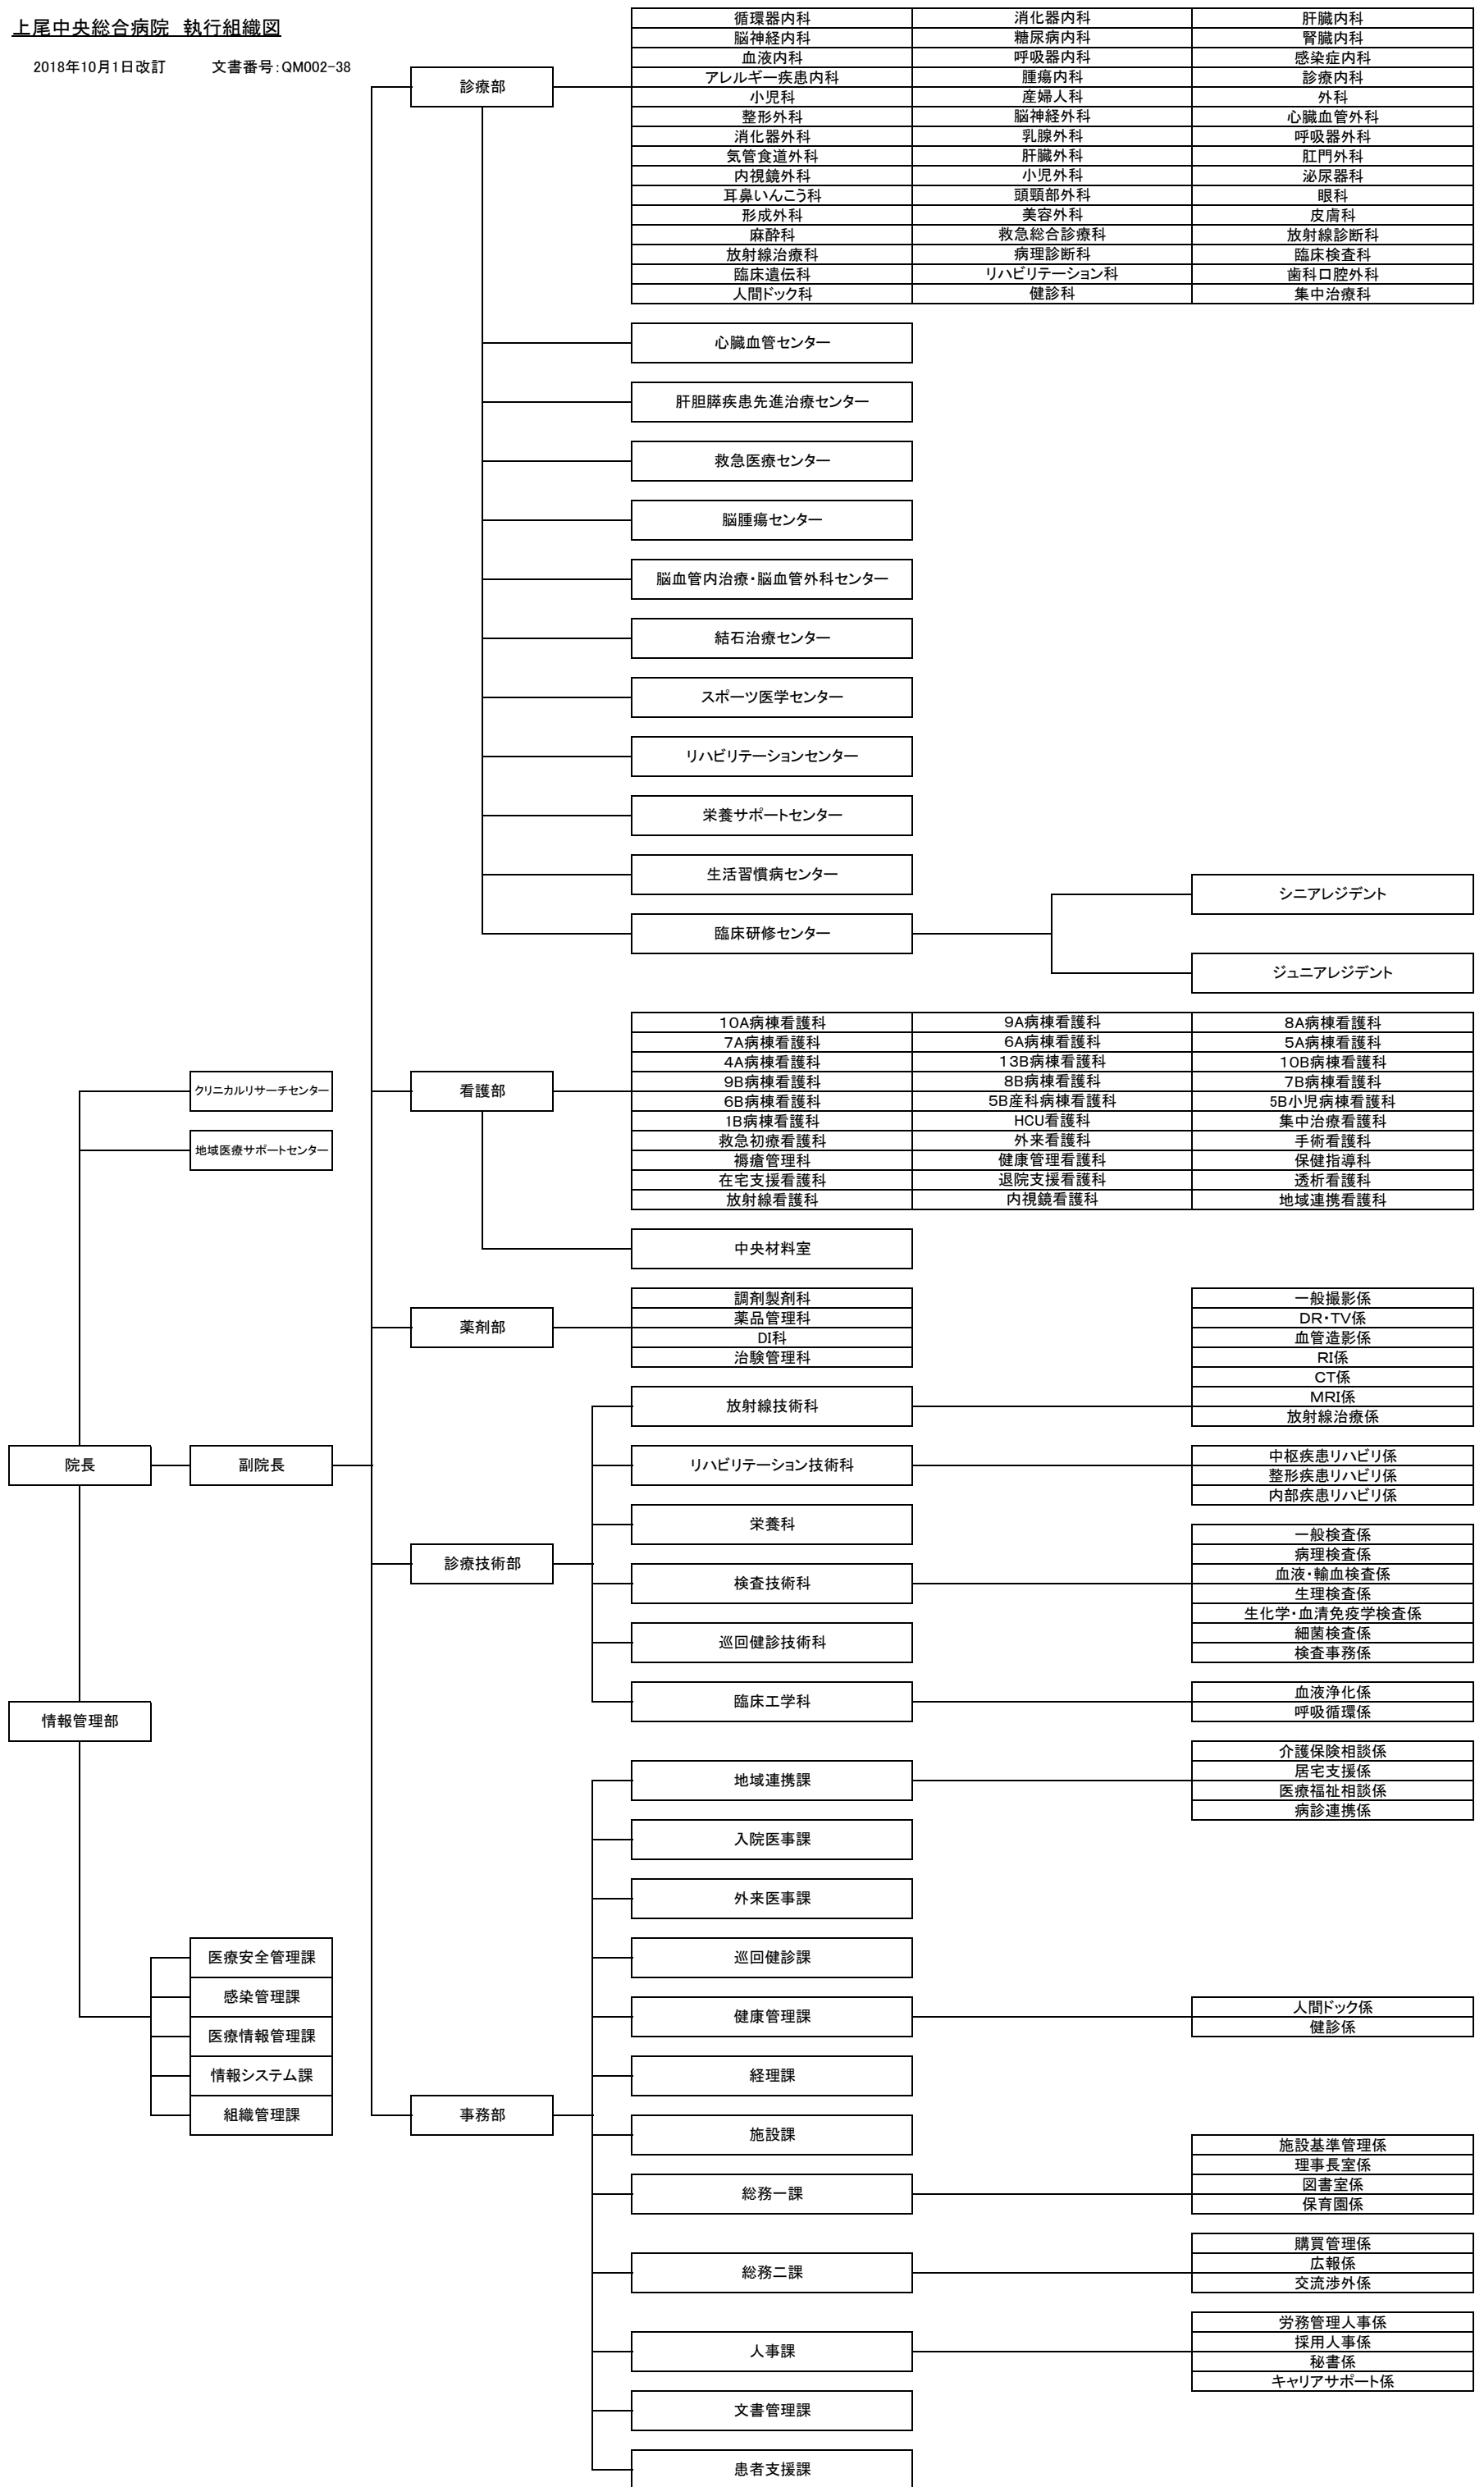 上尾中央総合病院 執行組織図
2018年10月1日改訂 文書番号：QM002-38
診療部
循環器内科 消化器内科 肝臓内科
脳神経内科 糖尿病内科 腎臓内科
血液内科 呼吸器内科 感染症内科
アレルギー疾患内科 腫瘍内科 診療内科
小児科 産婦人科 外科
整形外科 脳神経外科 心臓血管外科
消化器外科 乳腺外科 呼吸器外科
気管食道外科 肝臓外科 肛門外科
内視鏡外科 小児外科 泌尿器科
耳鼻いんこう科 頭頸部外科 眼科
形成外科 美容外科 皮膚科
麻酔科 救急総合診療科 放射線診断科
放射線治療科 病理診断科 臨床検査科
臨床遺伝科 リハビリテーション科 歯科口腔外科
人間ドック科 健診科 集中治療科
心臓血管センター
肝胆膵疾患先進治療センター
救急医療センター
脳腫瘍センター
脳血管内治療・脳血管外科センター
結石治療センター
スポーツ医学センター
リハビリテーションセンター
栄養サポートセンター
生活習慣病センター
臨床研修センター
シニアレジデント
ジュニアレジデント
クリニカルリサーチセンター
地域医療サポートセンター
看護部
10A病棟看護科 9A病棟看護科 8A病棟看護科
7A病棟看護科 6A病棟看護科 5A病棟看護科
4A病棟看護科 13B病棟看護科 10B病棟看護科
9B病棟看護科 8B病棟看護科 7B病棟看護科
6B病棟看護科 5B産科病棟看護科 5B小児病棟看護科
1B病棟看護科 HCU看護科 集中治療看護科
救急初療看護科 外来看護科 手術看護科
褥瘡管理科 健康管理看護科 保健指導科
在宅支援看護科 退院支援看護科 透析看護科
放射線看護科 内視鏡看護科 地域連携看護科
中央材料室
薬剤部
調剤製剤科
薬品管理科
DI科
治験管理科
院長
副院長
診療技術部
放射線技術科
一般撮影係
DR・TV係
血管造影係
RI係
CT係
MRI係
放射線治療係
リハビリテーション技術科
中枢疾患リハビリ係
整形疾患リハビリ係
内部疾患リハビリ係
栄養科
検査技術科
一般検査係
病理検査係
血液・輸血検査係
生理検査係
生化学・血清免疫学検査係
細菌検査係
検査事務係
巡回健診技術科
臨床工学科
血液浄化係
呼吸循環係
情報管理部
医療安全管理課
感染管理課
医療情報管理課
情報システム課
組織管理課
事務部
地域連携課
介護保険相談係
居宅支援係
医療福祉相談係
病診連携係
入院医事課
外来医事課
巡回健診課
健康管理課
人間ドック係
健診係
経理課
施設課
総務一課
施設基準管理係
理事長室係
図書室係
保育園係
総務二課
購買管理係
広報係
交流渉外係
人事課
労務管理人事係
採用人事係
秘書係
キャリアサポート係
文書管理課
患者支援課